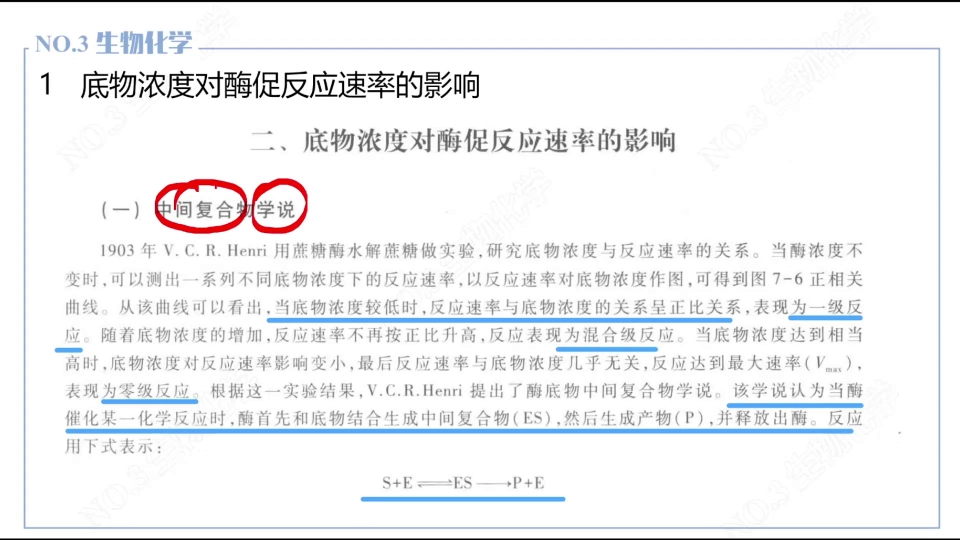 NO.3 生物化学
1 底物浓度对酶促反应速率的影响
二、底物浓度对酶促反应速率的影响
(一) 中间复合物学说
1903 年 V. C. R. Henri 用蔗糖酶水解蔗糖做实验,研究底物浓度与反应速率的关系。当酶浓度不
变时,可以测出一系列不同底物浓度下的反应速率,以反应速率对底物浓度作图,可得到图 7-6 正相关
曲线。从该曲线可以看出,当底物浓度较低时,反应速率与底物浓度的关系呈正比关系,表现为一级反
应。随着底物浓度的增加,反应速率不再按正比升高,反应表现为混合级反应。当底物浓度达到相当
高时,底物浓度对反应速率影响变小,最后反应速率与底物浓度几乎无关,反应达到最大速率(Vmax),
表现为零级反应。根据这一实验结果,V.C.R.Henri 提出了酶底物中间复合物学说。该学说认为当酶
催化某一化学反应时,酶首先和底物结合生成中间复合物(ES),然后生成产物(P),并释放出酶。反应
用下式表示:
S+E ⇌ ES ⟶ P+E